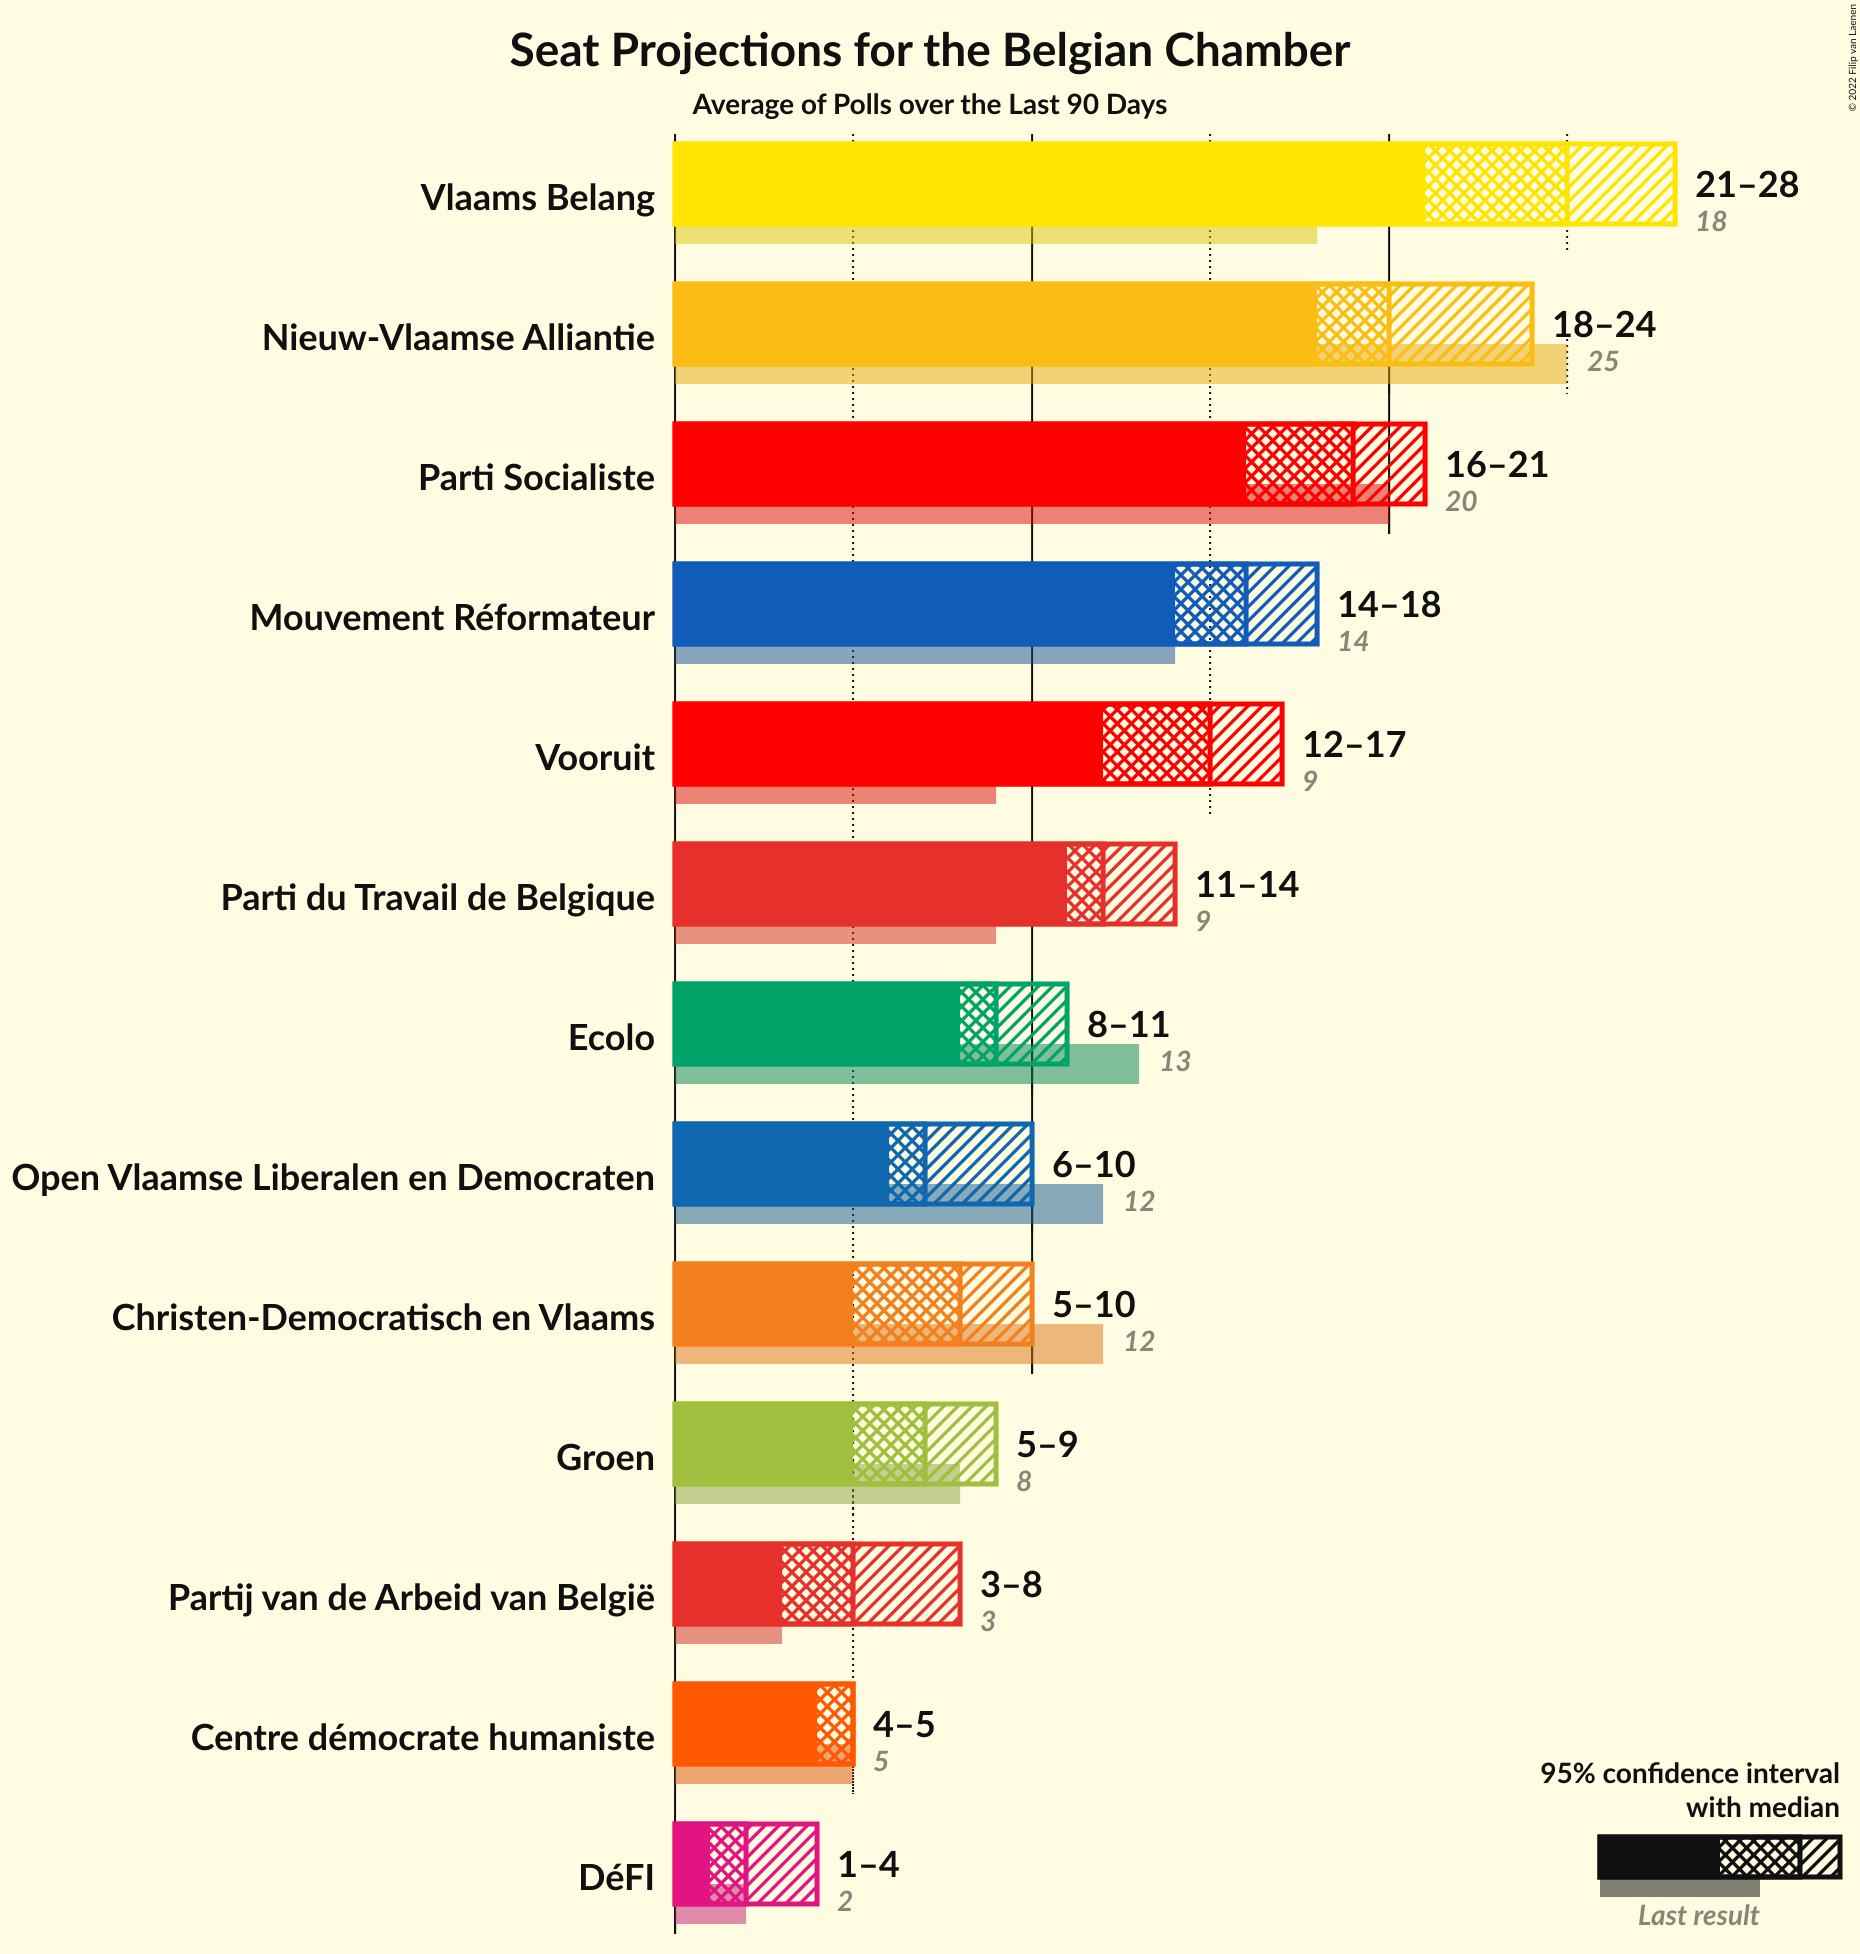 Seat Projections for the Belgian Chamber
Average of Polls over the Last 90 Days
© 2022 Filip van Laenen
Vlaams Belang
21–28
18
Nieuw-Vlaamse Alliantie
18–24
25
Parti Socialiste
16–21
20
Mouvement Réformateur
14–18
14
Vooruit
12–17
9
Parti du Travail de Belgique
11–14
9
Ecolo
8–11
13
Open Vlaamse Liberalen en Democraten
6–10
12
Christen-Democratisch en Vlaams
5–10
12
Groen
5–9
8
Partij van de Arbeid van België
3–8
3
Centre démocrate humaniste
4–5
5
DéFI
1–4
2
95% confidence interval
with median
Last result